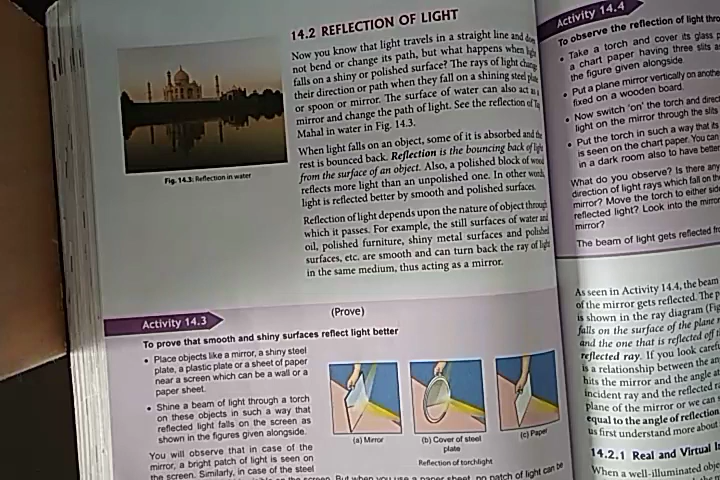 14.2 REFLECTION OF LIGHT
Now you know that light travels in a straight line and does
not bend or change its path, but what happens when light
falls on a shiny or polished surface? The rays of light change
their direction or path when they fall on a shining steel plate
or spoon or mirror. The surface of water can also act as a
mirror and change the path of light. See the reflection of Taj
Mahal in water in Fig. 14.3.
Fig. 14.3: Reflection in water
When light falls on an object, some of it is absorbed and the
rest is bounced back. Reflection is the bouncing back of light
from the surface of an object. Also, a polished block of wood
reflects more light than an unpolished one. In other words,
light is reflected better by smooth and polished surfaces.
Reflection of light depends upon the nature of object through
which it passes. For example, the still surfaces of water and
oil, polished furniture, shiny metal surfaces and polished
surfaces, etc. are smooth and can turn back the ray of light
in the same medium, thus acting as a mirror.
(Prove)
Activity 14.3
To prove that smooth and shiny surfaces reflect light better
• Place objects like a mirror, a shiny steel
plate, a plastic plate or a sheet of paper
near a screen which can be a wall or a
paper sheet.
• Shine a beam of light through a torch
on these objects in such a way that
reflected light falls on the screen as
shown in the figures given alongside.
You will observe that in case of the
mirror, a bright patch of light is seen on
the screen. Similarly, in case of the steel
(a) Mirror
(b) Cover of steel
plate
(c) Paper
Reflection of torchlight
But when you use a paper sheet, no patch of light can be
Activity 14.4
To observe the reflection of light
• Take a torch and cover its glass
a chart paper having three slits
the figure given alongside.
• Put a plane mirror vertically on
fixed on a wooden board.
• Now switch 'on' the torch and
light on the mirror through the slits
• Put the torch in such a way that its
is seen on the chart paper. You can
in a dark room also to have better
What do you observe? Is there any
direction of light rays which fall on
mirror? Move the torch to either
reflected light? Look into the
mirror?
The beam of light gets reflected
As seen in Activity 14.4, the beam
of the mirror gets reflected. The
is shown in the ray diagram
falls on the surface of the plane
and the one that is reflected off
reflected ray. If you look
is a relationship between the
hits the mirror and the angle at
incident ray and the reflected
plane of the mirror or we can
equal to the angle of reflection
us first understand more about
14.2.1 Real and Virtual
When a well-illuminated